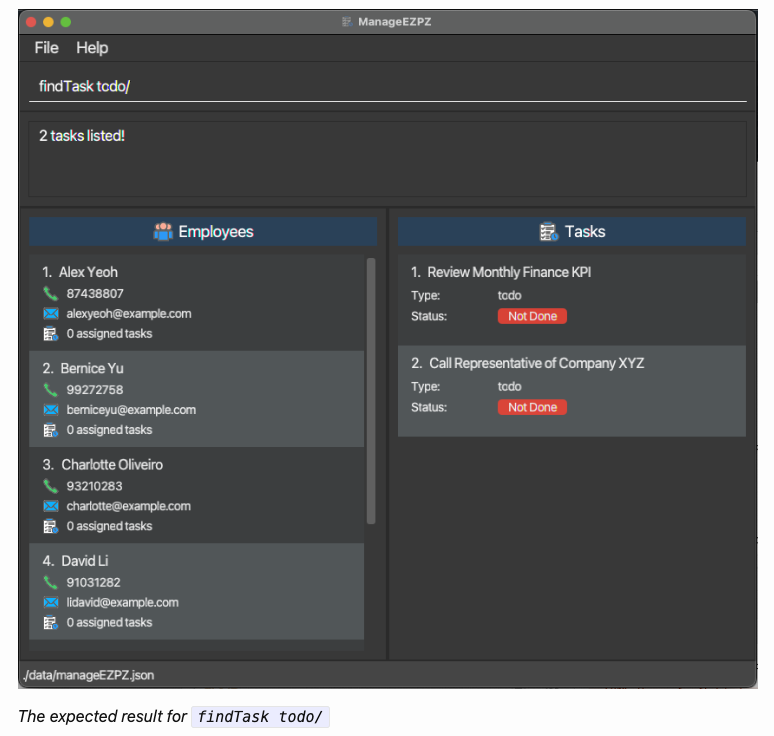 ManageEZPZ
File Help
findTask todo/
2 tasks listed!
Employees
1. Alex Yeoh
87438807
alexyeoh@example.com
0 assigned tasks
2. Bernice Yu
99272758
berniceyu@example.com
0 assigned tasks
3. Charlotte Oliveiro
93210283
charlotte@example.com
0 assigned tasks
4. David Li
91031282
lidavid@example.com
0 assigned tasks
Tasks
1. Review Monthly Finance KPI
Type: todo
Status: Not Done
2. Call Representative of Company XYZ
Type: todo
Status: Not Done
./data/manageEZPZ.json
The expected result for findTask todo/